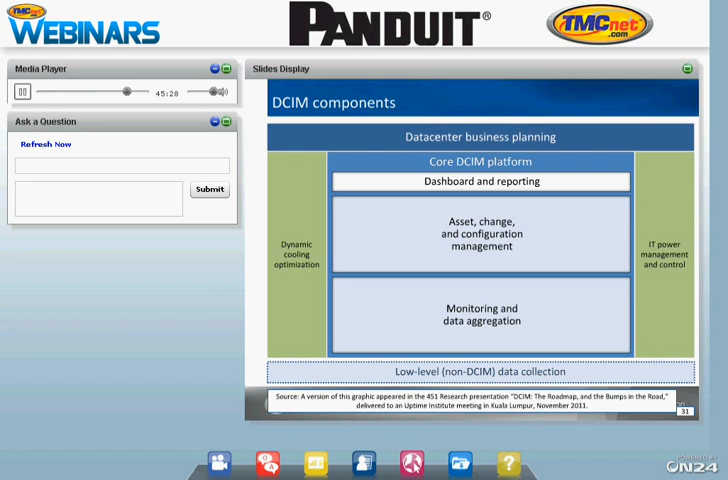 TMCnet
WEBINARS
PANDUIT®
TMCnet
.com
Media Player
Slides Display
45:28
Ask a Question
Refresh Now
Submit
DCIM components
Datacenter business planning
Core DCIM platform
Dashboard and reporting
Asset, change,
and configuration
management
Dynamic
cooling
optimization
IT power
management
and control
Monitoring and
data aggregation
Low-level (non-DCIM) data collection
Source: A version of this graphic appeared in the 451 Research presentation "DCIM: The Roadmap, and the Bumps in the Road,"
delivered to an Uptime Institute meeting in Kuala Lumpur, November 2011.
31
Q
A
?
POWERED BY
ON24